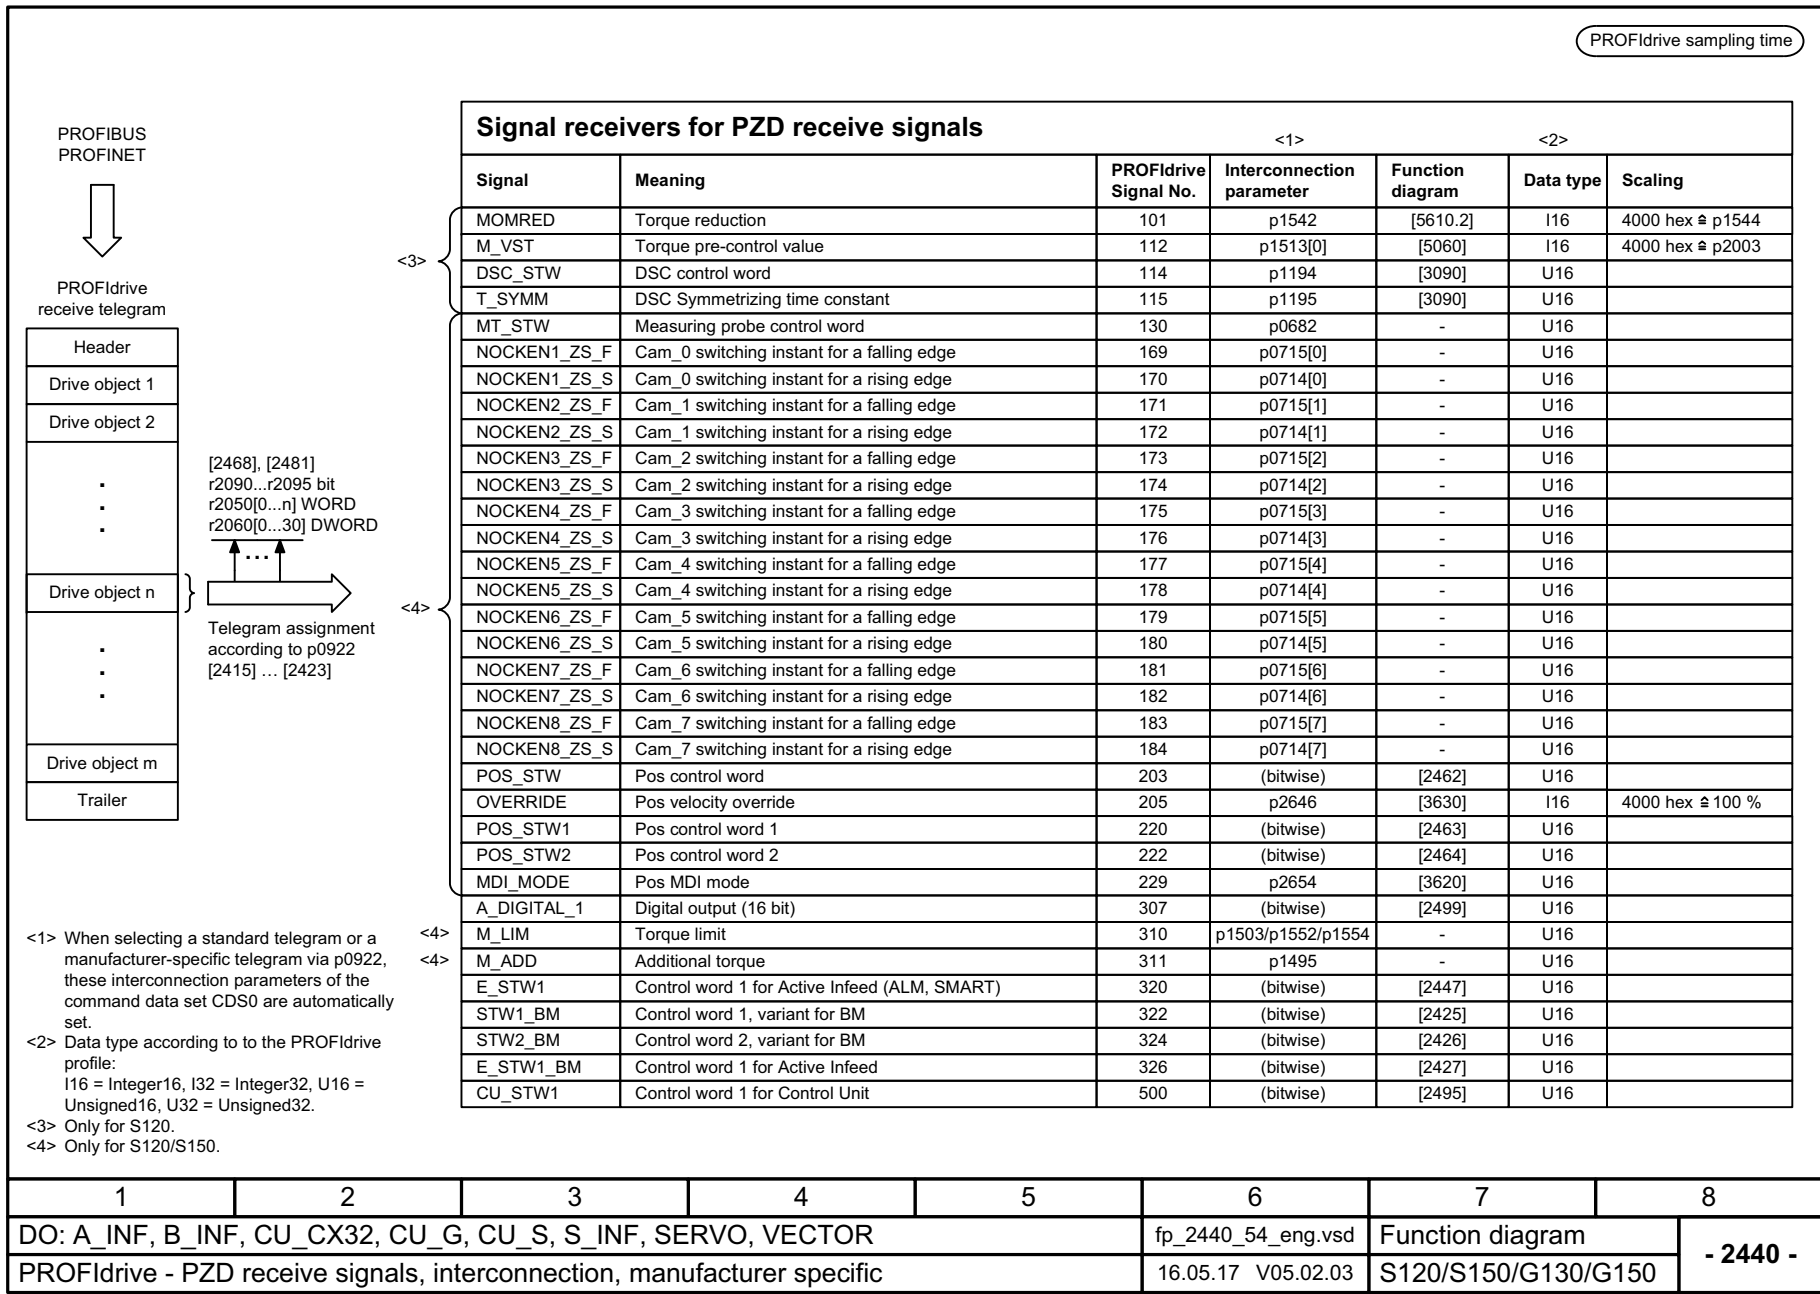 PROFIdrive sampling time
PROFIBUS
PROFINET
PROFIdrive
receive telegram
Header
Drive object 1
Drive object 2
.
.
.
Drive object n
.
.
.
Drive object m
Trailer
[2468], [2481]
r2090...r2095 bit
r2050[0...n] WORD
r2060[0...30] DWORD
...
Telegram assignment
according to p0922
[2415] … [2423]
Signal receivers for PZD receive signals <1> <2>
Signal Meaning PROFIdrive Signal No. Interconnection parameter Function diagram Data type Scaling
<3>
MOMRED Torque reduction 101 p1542 [5610.2] I16 4000 hex ≙ p1544
M_VST Torque pre-control value 112 p1513[0] [5060] I16 4000 hex ≙ p2003
DSC_STW DSC control word 114 p1194 [3090] U16
T_SYMM DSC Symmetrizing time constant 115 p1195 [3090] U16
<4>
MT_STW Measuring probe control word 130 p0682 - U16
NOCKEN1_ZS_F Cam_0 switching instant for a falling edge 169 p0715[0] - U16
NOCKEN1_ZS_S Cam_0 switching instant for a rising edge 170 p0714[0] - U16
NOCKEN2_ZS_F Cam_1 switching instant for a falling edge 171 p0715[1] - U16
NOCKEN2_ZS_S Cam_1 switching instant for a rising edge 172 p0714[1] - U16
NOCKEN3_ZS_F Cam_2 switching instant for a falling edge 173 p0715[2] - U16
NOCKEN3_ZS_S Cam_2 switching instant for a rising edge 174 p0714[2] - U16
NOCKEN4_ZS_F Cam_3 switching instant for a falling edge 175 p0715[3] - U16
NOCKEN4_ZS_S Cam_3 switching instant for a rising edge 176 p0714[3] - U16
NOCKEN5_ZS_F Cam_4 switching instant for a falling edge 177 p0715[4] - U16
NOCKEN5_ZS_S Cam_4 switching instant for a rising edge 178 p0714[4] - U16
NOCKEN6_ZS_F Cam_5 switching instant for a falling edge 179 p0715[5] - U16
NOCKEN6_ZS_S Cam_5 switching instant for a rising edge 180 p0714[5] - U16
NOCKEN7_ZS_F Cam_6 switching instant for a falling edge 181 p0715[6] - U16
NOCKEN7_ZS_S Cam_6 switching instant for a rising edge 182 p0714[6] - U16
NOCKEN8_ZS_F Cam_7 switching instant for a falling edge 183 p0715[7] - U16
NOCKEN8_ZS_S Cam_7 switching instant for a rising edge 184 p0714[7] - U16
POS_STW Pos control word 203 (bitwise) [2462] U16
OVERRIDE Pos velocity override 205 p2646 [3630] I16 4000 hex ≙ 100 %
POS_STW1 Pos control word 1 220 (bitwise) [2463] U16
POS_STW2 Pos control word 2 222 (bitwise) [2464] U16
MDI_MODE Pos MDI mode 229 p2654 [3620] U16
A_DIGITAL_1 Digital output (16 bit) 307 (bitwise) [2499] U16
<4> M_LIM Torque limit 310 p1503/p1552/p1554 - U16
<4> M_ADD Additional torque 311 p1495 - U16
E_STW1 Control word 1 for Active Infeed (ALM, SMART) 320 (bitwise) [2447] U16
STW1_BM Control word 1, variant for BM 322 (bitwise) [2425] U16
STW2_BM Control word 2, variant for BM 324 (bitwise) [2426] U16
E_STW1_BM Control word 1 for Active Infeed 326 (bitwise) [2427] U16
CU_STW1 Control word 1 for Control Unit 500 (bitwise) [2495] U16
<1> When selecting a standard telegram or a
manufacturer-specific telegram via p0922,
these interconnection parameters of the
command data set CDS0 are automatically
set.
<2> Data type according to to the PROFIdrive
profile:
I16 = Integer16, I32 = Integer32, U16 =
Unsigned16, U32 = Unsigned32.
<3> Only for S120.
<4> Only for S120/S150.
1 2 3 4 5 6 7 8
DO: A_INF, B_INF, CU_CX32, CU_G, CU_S, S_INF, SERVO, VECTOR fp_2440_54_eng.vsd Function diagram
- 2440 -
PROFIdrive - PZD receive signals, interconnection, manufacturer specific 16.05.17 V05.02.03 S120/S150/G130/G150